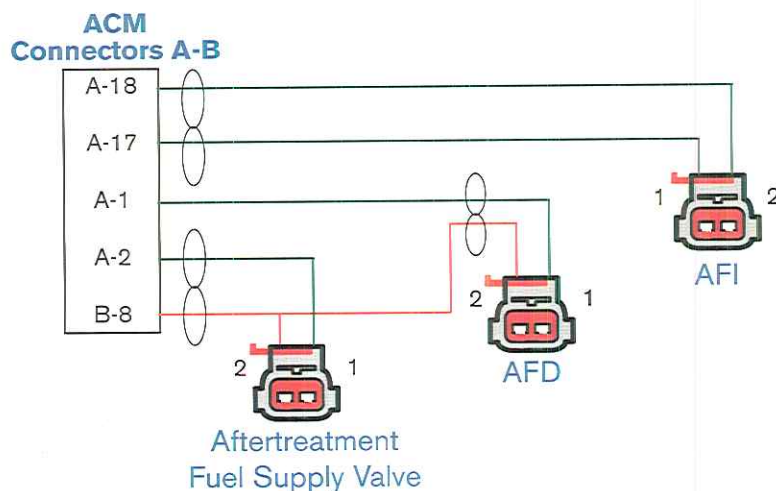 ACM
Connectors A-B
A-18
A-17
A-1
A-2
B-8
1 2
AFI
2 1
AFD
2 1
Aftertreatment
Fuel Supply Valve